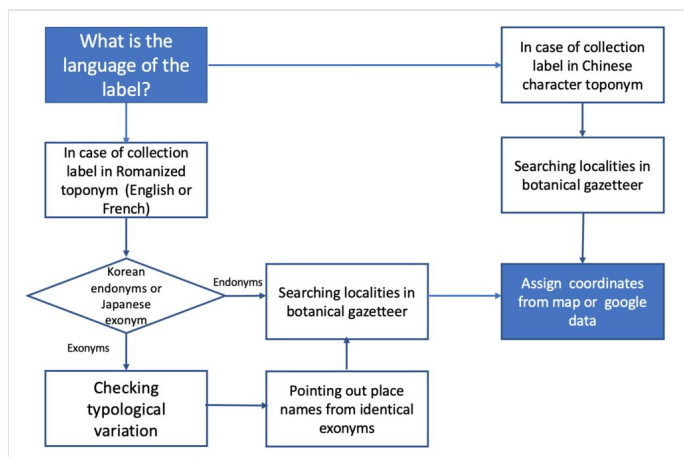 What is the
language of the
label?
In case of collection
label in Chinese
character toponym
In case of collection
label in Romanized
toponym (English or
French)
Searching localities in
botanical gazetteer
Korean
endonyms or
Japanese
exonym
Endonyms
Searching localities in
botanical gazetteer
Assign coordinates
from map or google
data
Exonyms
Checking
typological
variation
Pointing out place
names from identical
exonyms